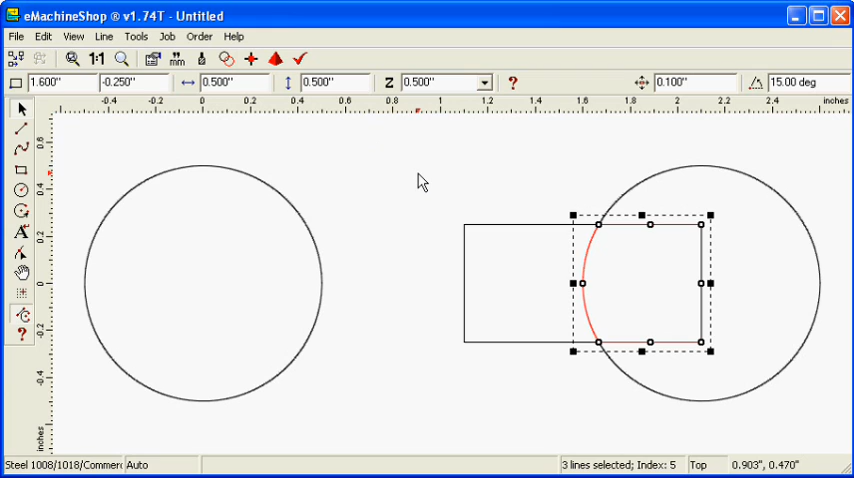 eMachineShop ® v1.74T - Untitled
File Edit View Line Tools Job Order Help
1:1 mm
1.600" -0.250" 0.500" 0.500" Z 0.500" ? 0.100" 15.00 deg
-0.4 -0.2 0 0.2 0.4 0.6 0.8 1 1.2 1.4 1.6 1.8 2 2.2 2.4 inches
0.6
0.4
0.2
0
-0.2
-0.4
inches
A
?
Steel 1008/1018/Commerc Auto 3 lines selected; Index: 5 Top 0.903", 0.470"